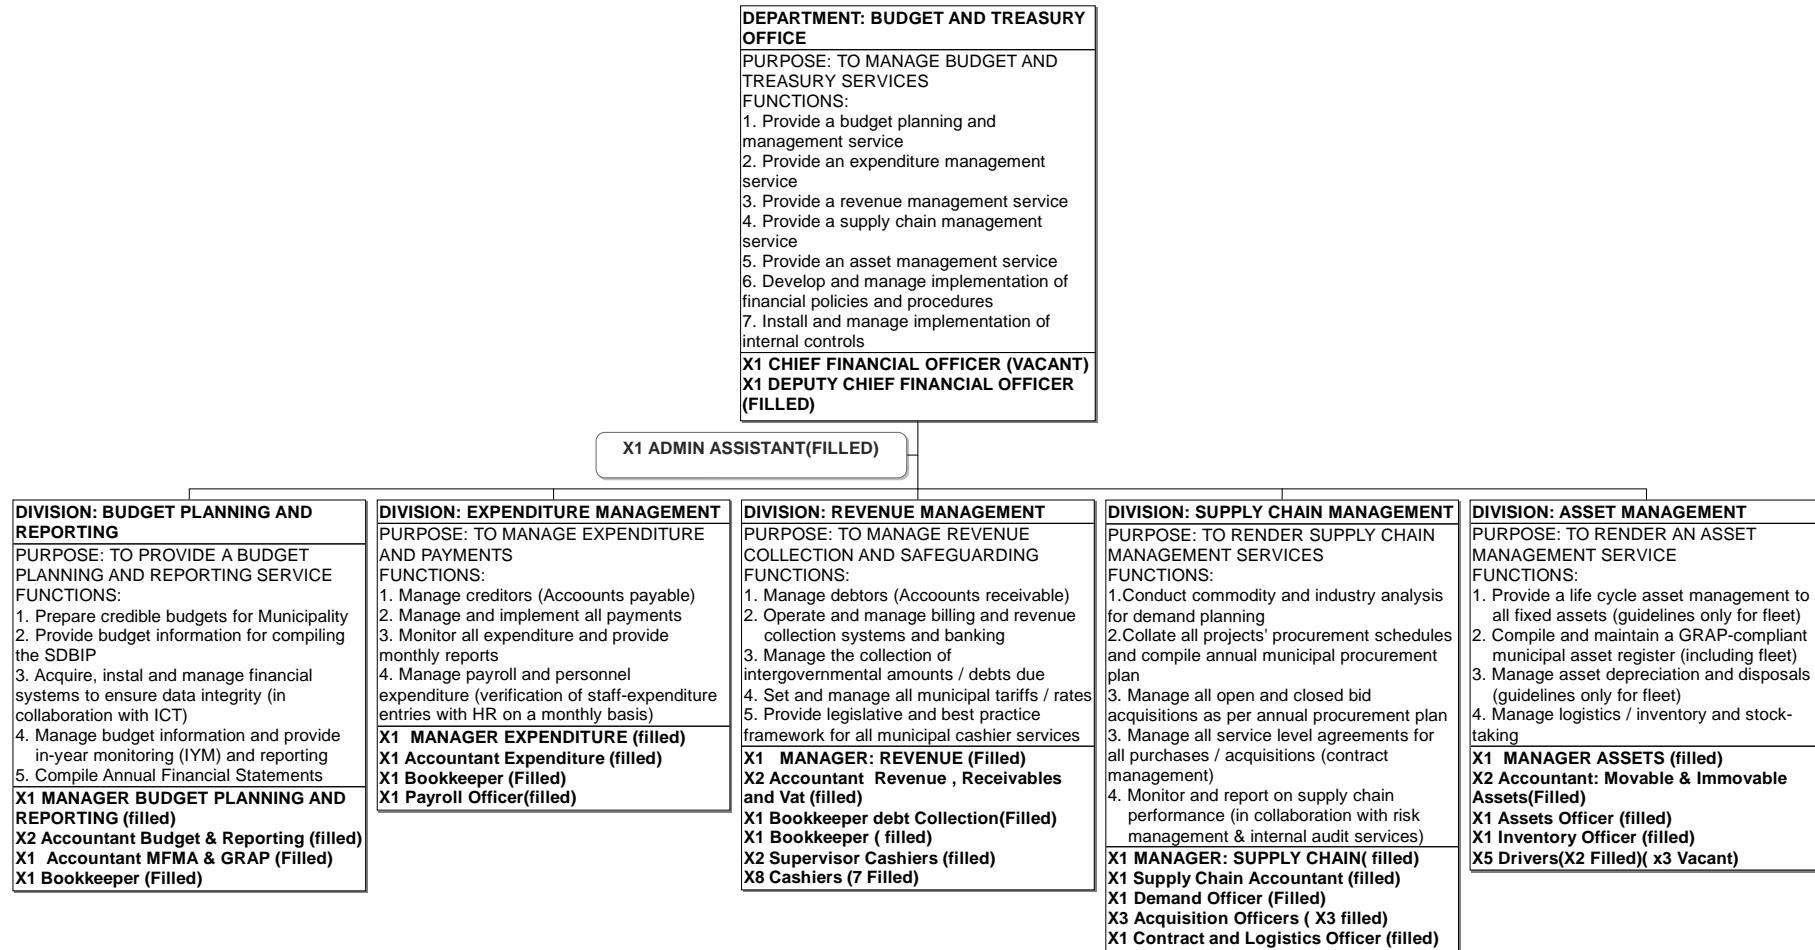 DEPARTMENT: BUDGET AND TREASURY
OFFICE
PURPOSE: TO MANAGE BUDGET AND
TREASURY SERVICES
FUNCTIONS:
1. Provide a budget planning and
management service
2. Provide an expenditure management
service
3. Provide a revenue management service
4. Provide a supply chain management
service
5. Provide an asset management service
6. Develop and manage implementation of
financial policies and procedures
7. Install and manage implementation of
internal controls
X1 CHIEF FINANCIAL OFFICER (VACANT)
X1 DEPUTY CHIEF FINANCIAL OFFICER
(FILLED)
X1 ADMIN ASSISTANT(FILLED)
DIVISION: BUDGET PLANNING AND
REPORTING
PURPOSE: TO PROVIDE A BUDGET
PLANNING AND REPORTING SERVICE
FUNCTIONS:
1. Prepare credible budgets for Municipality
2. Provide budget information for compiling
the SDBIP
3. Acquire, instal and manage financial
systems to ensure data integrity (in
collaboration with ICT)
4. Manage budget information and provide
in-year monitoring (IYM) and reporting
5. Compile Annual Financial Statements
X1 MANAGER BUDGET PLANNING AND
REPORTING (filled)
X2 Accountant Budget & Reporting (filled)
X1 Accountant MFMA & GRAP (Filled)
X1 Bookkeeper (Filled)
DIVISION: EXPENDITURE MANAGEMENT
PURPOSE: TO MANAGE EXPENDITURE
AND PAYMENTS
FUNCTIONS:
1. Manage creditors (Accoounts payable)
2. Manage and implement all payments
3. Monitor all expenditure and provide
monthly reports
4. Manage payroll and personnel
expenditure (verification of staff-expenditure
entries with HR on a monthly basis)
X1 MANAGER EXPENDITURE (filled)
X1 Accountant Expenditure (filled)
X1 Bookkeeper (Filled)
X1 Payroll Officer(filled)
DIVISION: REVENUE MANAGEMENT
PURPOSE: TO MANAGE REVENUE
COLLECTION AND SAFEGUARDING
FUNCTIONS:
1. Manage debtors (Accoounts receivable)
2. Operate and manage billing and revenue
collection systems and banking
3. Manage the collection of
intergovernmental amounts / debts due
4. Set and manage all municipal tariffs / rates
5. Provide legislative and best practice
framework for all municipal cashier services
X1 MANAGER: REVENUE (Filled)
X2 Accountant Revenue , Receivables
and Vat (filled)
X1 Bookkeeper debt Collection(Filled)
X1 Bookkeeper ( filled)
X2 Supervisor Cashiers (filled)
X8 Cashiers (7 Filled)
DIVISION: SUPPLY CHAIN MANAGEMENT
PURPOSE: TO RENDER SUPPLY CHAIN
MANAGEMENT SERVICES
FUNCTIONS:
1.Conduct commodity and industry analysis
for demand planning
2.Collate all projects' procurement schedules
and compile annual municipal procurement
plan
3. Manage all open and closed bid
acquisitions as per annual procurement plan
3. Manage all service level agreements for
all purchases / acquisitions (contract
management)
4. Monitor and report on supply chain
performance (in collaboration with risk
management & internal audit services)
X1 MANAGER: SUPPLY CHAIN( filled)
X1 Supply Chain Accountant (filled)
X1 Demand Officer (Filled)
X3 Acquisition Officers ( X3 filled)
X1 Contract and Logistics Officer (filled)
DIVISION: ASSET MANAGEMENT
PURPOSE: TO RENDER AN ASSET
MANAGEMENT SERVICE
FUNCTIONS:
1. Provide a life cycle asset management to
all fixed assets (guidelines only for fleet)
2. Compile and maintain a GRAP-compliant
municipal asset register (including fleet)
3. Manage asset depreciation and disposals
(guidelines only for fleet)
4. Manage logistics / inventory and stock-
taking
X1 MANAGER ASSETS (filled)
X2 Accountant: Movable & Immovable
Assets(Filled)
X1 Assets Officer (filled)
X1 Inventory Officer (filled)
X5 Drivers(X2 Filled)( x3 Vacant)